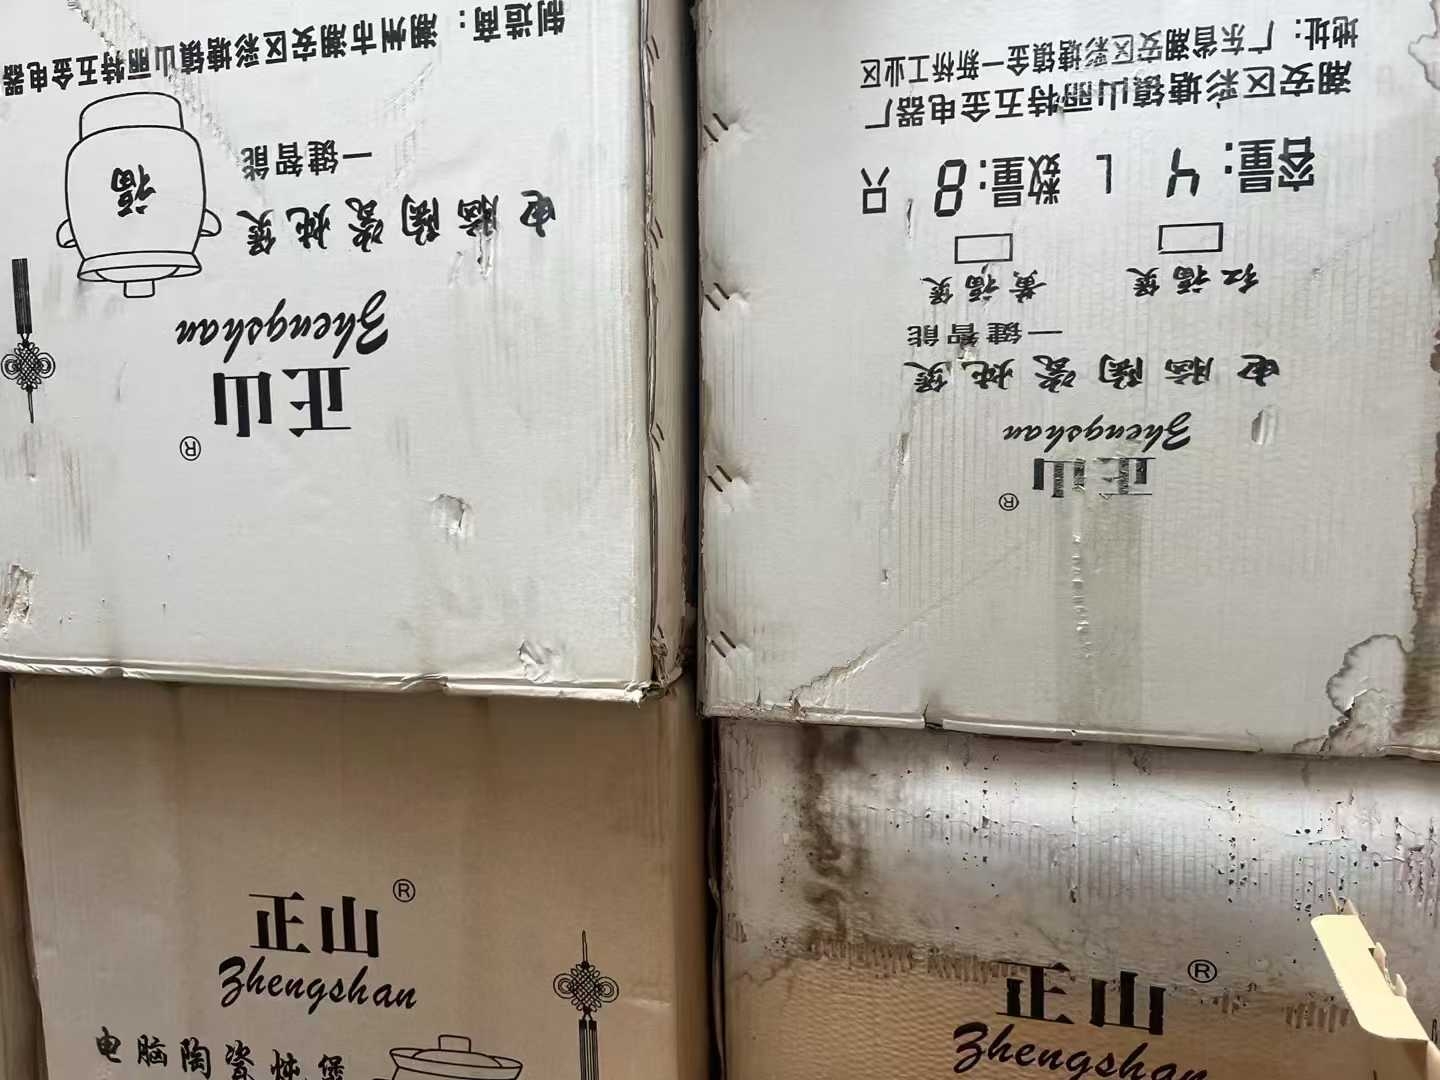 正山®
Zhengshan
电脑陶瓷炖煲
一键智能
福
制造商：潮州市潮安区彩塘镇山丽特五金电器
正山®
Zhengshan
电脑陶瓷炖煲
一键智能
红福煲 黄福煲
容量：4 L 数量：8 只
潮安区彩塘镇山丽特五金电器厂
地址：广东省潮安区彩塘镇金一新桥工业区
正山®
Zhengshan
电脑陶瓷炖煲
正山®
Zhengshan